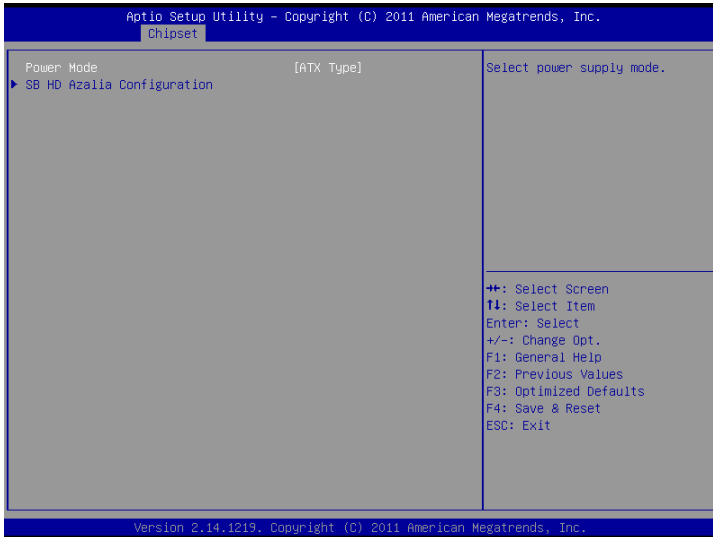 Aptio Setup Utility – Copyright (C) 2011 American Megatrends, Inc.
Chipset
Power Mode [ATX Type]
SB HD Azalia Configuration
Select power supply mode.
→←: Select Screen
↑↓: Select Item
Enter: Select
+/-: Change Opt.
F1: General Help
F2: Previous Values
F3: Optimized Defaults
F4: Save & Reset
ESC: Exit
Version 2.14.1219. Copyright (C) 2011 American Megatrends, Inc.